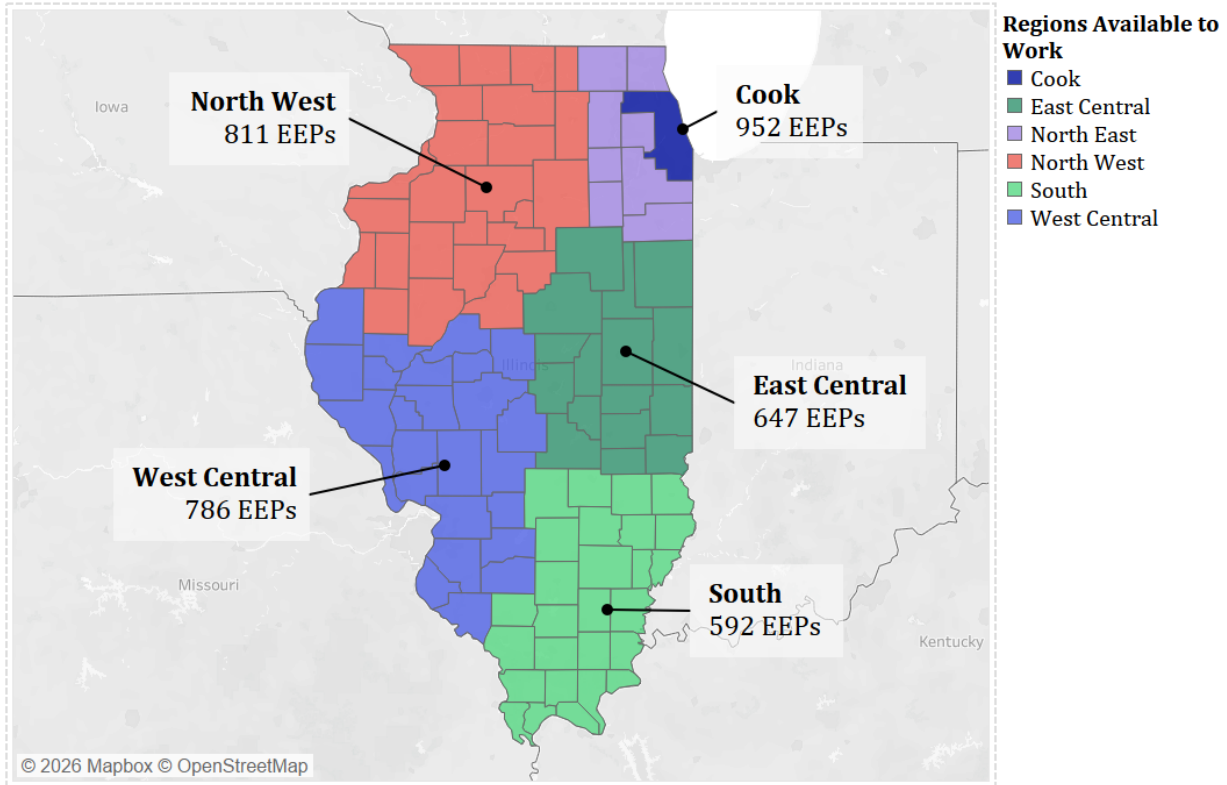 Regions Available to
Work
Cook
East Central
North East
North West
South
West Central
Iowa
North West
811 EEPs
Cook
952 EEPs
Illinois
Indiana
East Central
647 EEPs
West Central
786 EEPs
Missouri
South
592 EEPs
Kentucky
© 2026 Mapbox © OpenStreetMap